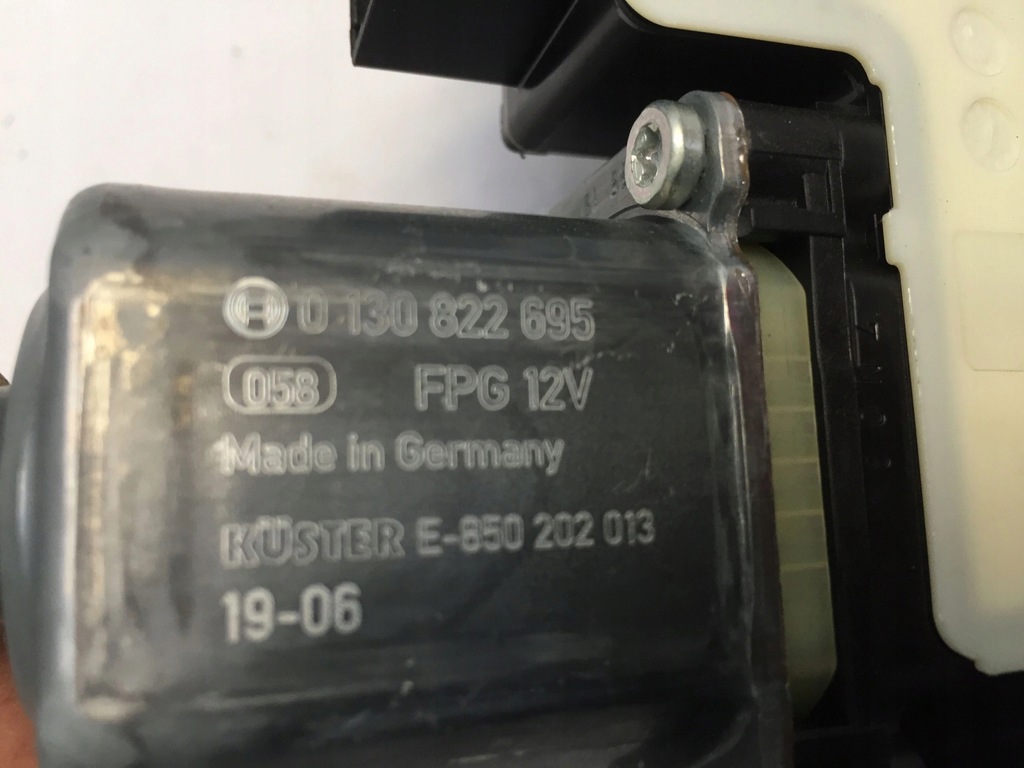 0 130 822 695
058 FPG 12V
Made in Germany
KÜSTER E-850 202 013
19-06